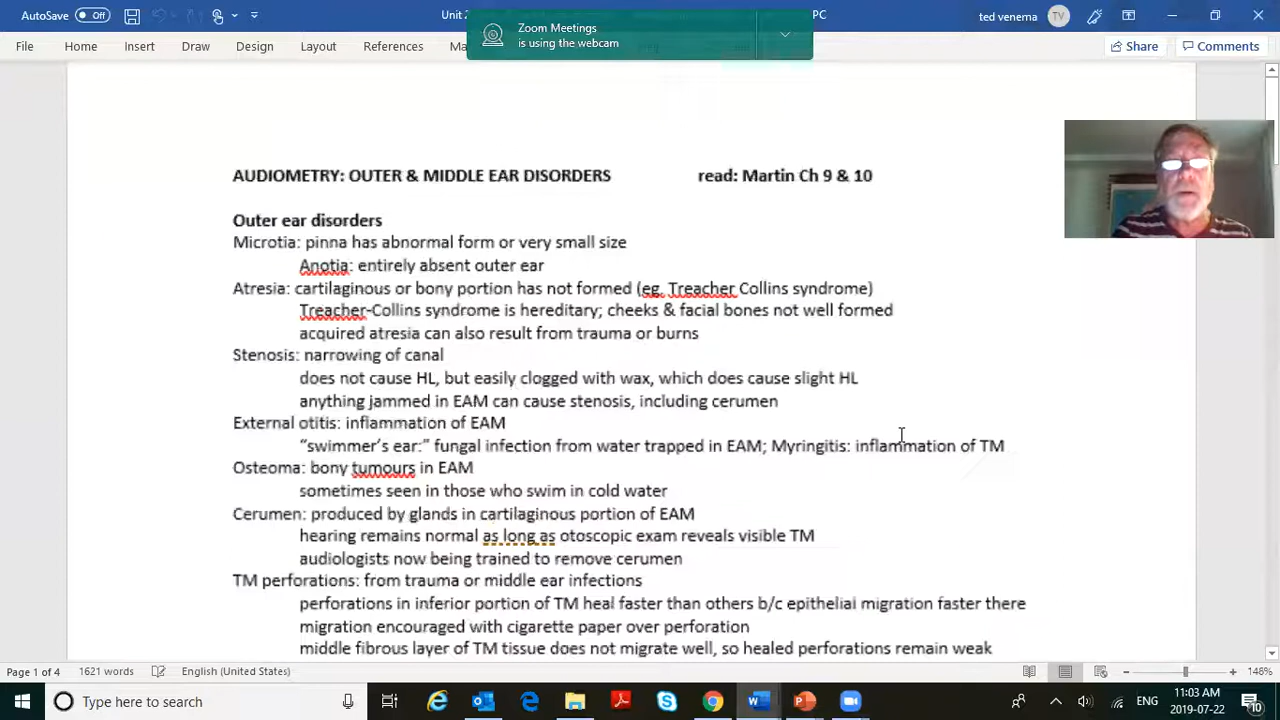 AutoSave Off
Unit 2
PC
ted venema
TV
Zoom Meetings
is using the webcam
File Home Insert Draw Design Layout References Ma
Share Comments
AUDIOMETRY: OUTER & MIDDLE EAR DISORDERS read: Martin Ch 9 & 10
Outer ear disorders
Microtia: pinna has abnormal form or very small size
Anotia: entirely absent outer ear
Atresia: cartilaginous or bony portion has not formed (eg. Treacher Collins syndrome)
Treacher-Collins syndrome is hereditary; cheeks & facial bones not well formed
acquired atresia can also result from trauma or burns
Stenosis: narrowing of canal
does not cause HL, but easily clogged with wax, which does cause slight HL
anything jammed in EAM can cause stenosis, including cerumen
External otitis: inflammation of EAM
“swimmer’s ear:” fungal infection from water trapped in EAM; Myringitis: inflammation of TM
Osteoma: bony tumours in EAM
sometimes seen in those who swim in cold water
Cerumen: produced by glands in cartilaginous portion of EAM
hearing remains normal as long as otoscopic exam reveals visible TM
audiologists now being trained to remove cerumen
TM perforations: from trauma or middle ear infections
perforations in inferior portion of TM heal faster than others b/c epithelial migration faster there
migration encouraged with cigarette paper over perforation
middle fibrous layer of TM tissue does not migrate well, so healed perforations remain weak
Page 1 of 4 1621 words English (United States) 146%
Type here to search
ENG
11:03 AM
2019-07-22
10